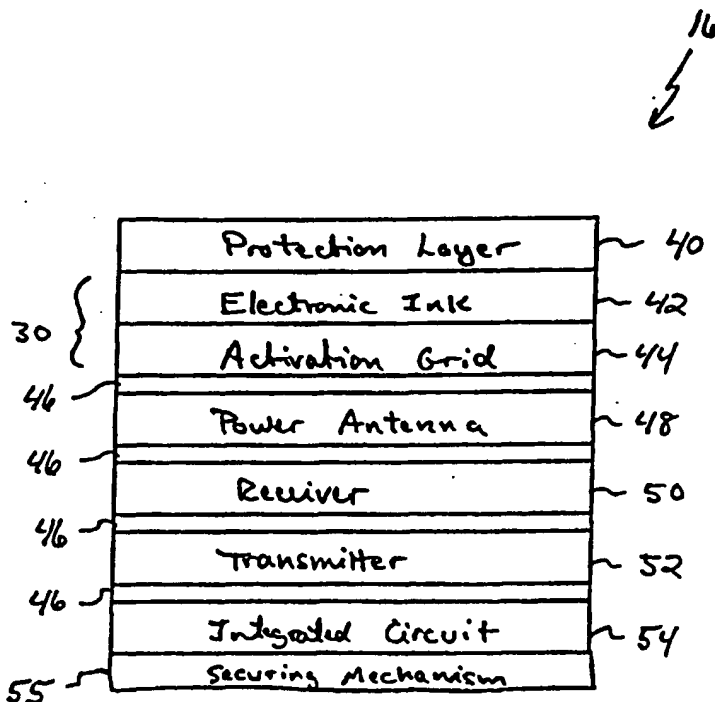 16
Protection Layer 40
Electronic Ink 42
30
Activation Grid 44
46
Power Antenna 48
46
Receiver 50
46
Transmitter 52
46
Integrated Circuit 54
55 Securing Mechanism